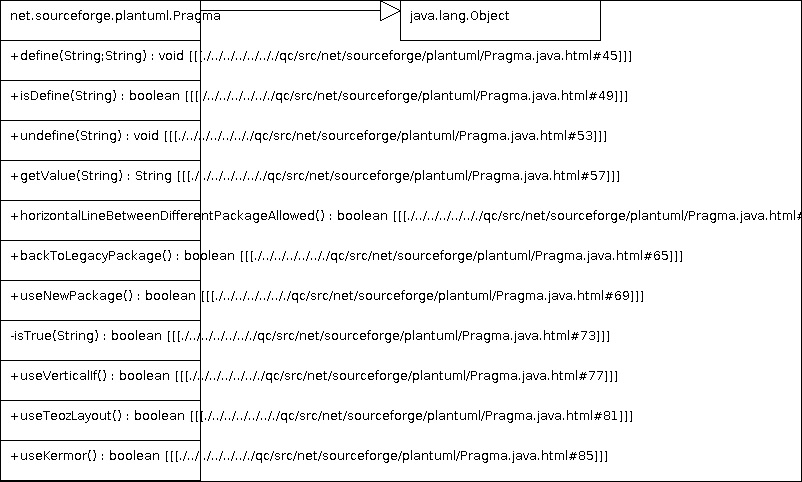 net.sourceforge.plantuml.Pragma
java.lang.Object
+define(String;String) : void [[[./../../../../../../qc/src/net/sourceforge/plantuml/Pragma.java.html#45]]]
+isDefine(String) : boolean [[[./../../../../../../qc/src/net/sourceforge/plantuml/Pragma.java.html#49]]]
+undefine(String) : void [[[./../../../../../../qc/src/net/sourceforge/plantuml/Pragma.java.html#53]]]
+getValue(String) : String [[[./../../../../../../qc/src/net/sourceforge/plantuml/Pragma.java.html#57]]]
+horizontalLineBetweenDifferentPackageAllowed() : boolean [[[./../../../../../../qc/src/net/sourceforge/plantuml/Pragma.java.html#
+backToLegacyPackage() : boolean [[[./../../../../../../qc/src/net/sourceforge/plantuml/Pragma.java.html#65]]]
+useNewPackage() : boolean [[[./../../../../../../qc/src/net/sourceforge/plantuml/Pragma.java.html#69]]]
-isTrue(String) : boolean [[[./../../../../../../qc/src/net/sourceforge/plantuml/Pragma.java.html#73]]]
+useVerticalIf() : boolean [[[./../../../../../../qc/src/net/sourceforge/plantuml/Pragma.java.html#77]]]
+useTeozLayout() : boolean [[[./../../../../../../qc/src/net/sourceforge/plantuml/Pragma.java.html#81]]]
+useKermor() : boolean [[[./../../../../../../qc/src/net/sourceforge/plantuml/Pragma.java.html#85]]]